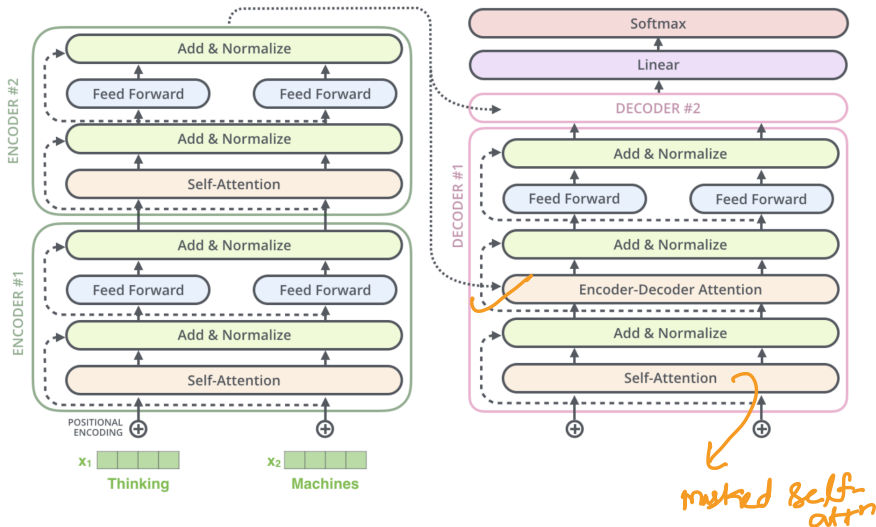 ENCODER #2
Add & Normalize
Feed Forward
Feed Forward
Add & Normalize
Self-Attention
ENCODER #1
Add & Normalize
Feed Forward
Feed Forward
Add & Normalize
Self-Attention
POSITIONAL
ENCODING
x1
x2
Thinking
Machines
Softmax
Linear
DECODER #2
DECODER #1
Add & Normalize
Feed Forward
Feed Forward
Add & Normalize
Encoder-Decoder Attention
Add & Normalize
Self-Attention
masked self-
attn